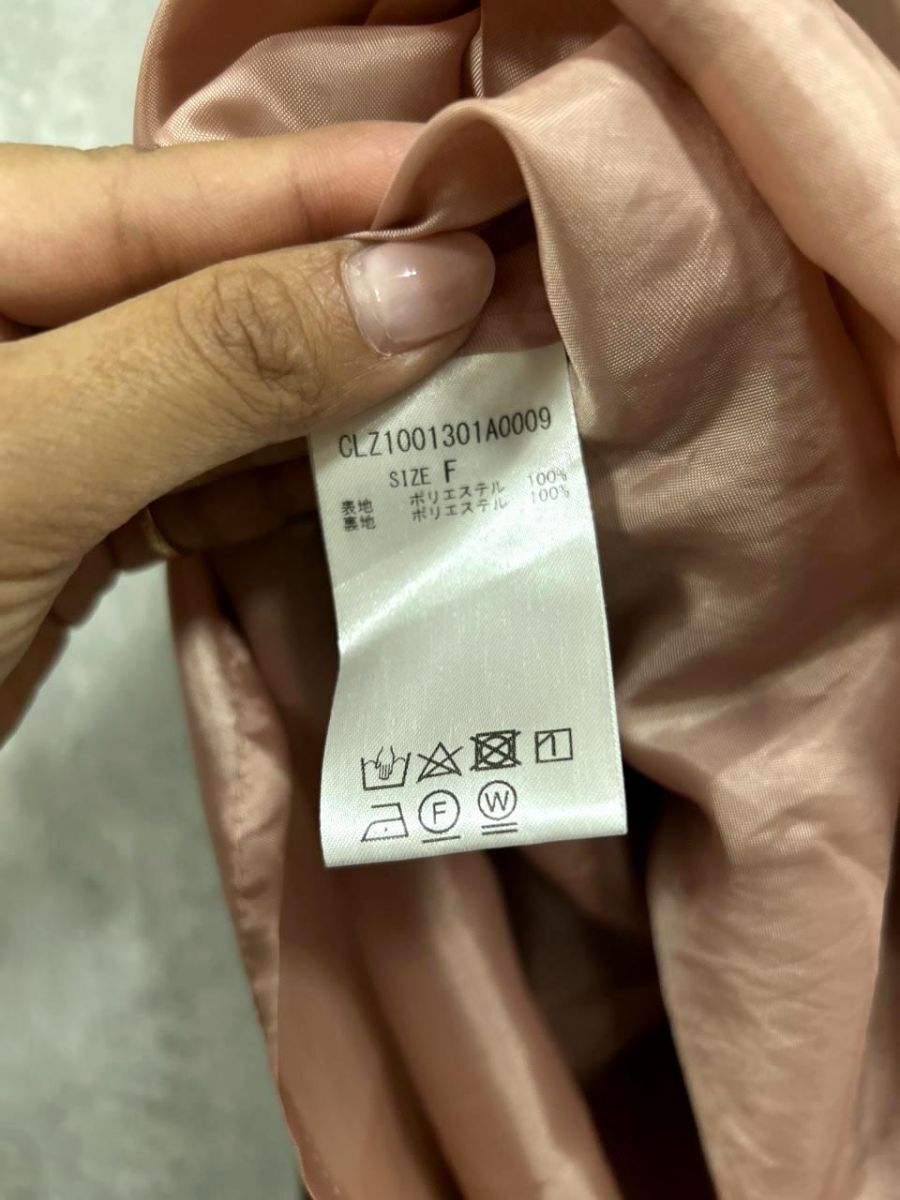 CLZ1001301A0009
SIZE F
表地 ポリエステル 100%
裏地 ポリエステル 100%
F
W